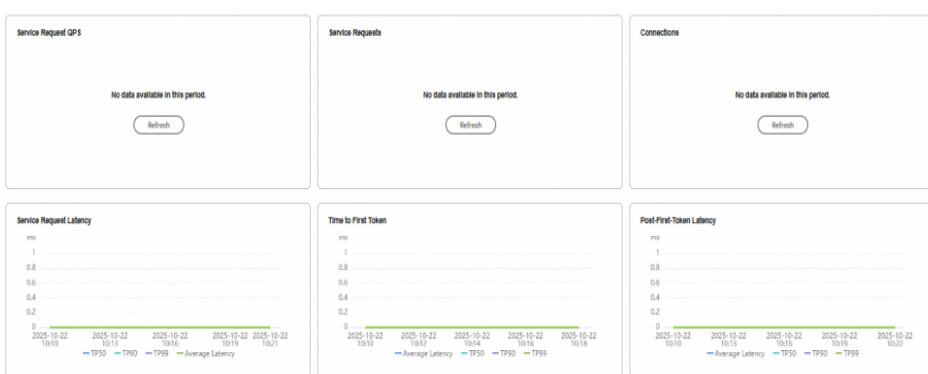 Service Request QPS
Service Requests
Connections
No data available in this period.
No data available in this period.
No data available in this period.
Refresh
Refresh
Refresh
Service Request Latency
ms
1
0.8
0.6
0.4
0.2
0
2025-10-22 2025-10-22 2025-10-22 2025-10-22 2025-10-22
10:10 10:13 10:16 10:19 10:21
TP50 TP90 TP99 Average Latency
Time to First Token
ms
1
0.8
0.6
0.4
0.2
0
2025-10-22 2025-10-22 2025-10-22 2025-10-22 2025-10-22
10:10 10:12 10:14 10:16 10:18
Average Latency TP50 TP90 TP99
Post-First-Token Latency
ms
1
0.8
0.6
0.4
0.2
0
2025-10-22 2025-10-22 2025-10-22 2025-10-22 2025-10-22
10:10 10:13 10:16 10:19 10:22
Average Latency TP50 TP90 TP99